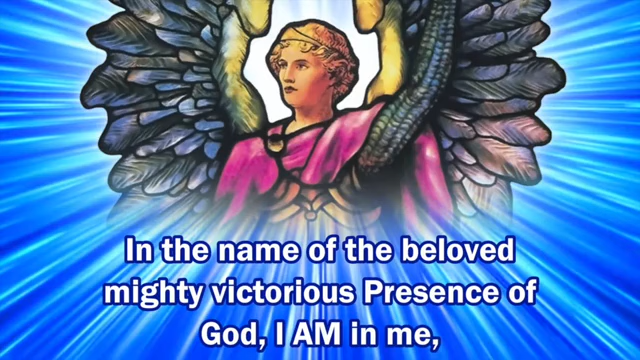 In the name of the beloved
mighty victorious Presence of
God, I AM in me,